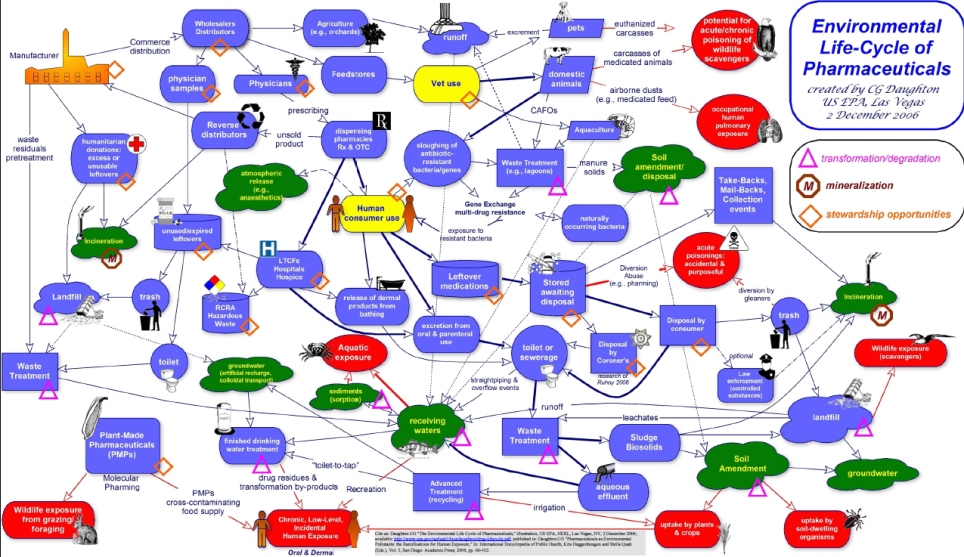 Environmental
Life-Cycle of
Pharmaceuticals
created by CG Daughton
US EPA, Las Vegas
2 December 2006
transformation/degradation
M
mineralization
stewardship opportunities
Manufacturer
Commerce
distribution
Wholesalers
Distributors
Agriculture
(e.g., orchards)
runoff
excrement
pets
euthanized
carcasses
potential for
acute/chronic
poisoning of
wildlife
scavengers
physician
samples
Physicians
Feedstores
Vet use
domestic
animals
carcasses of
medicated animals
airborne dusts
(e.g., medicated feed)
occupational
human
pulmonary
exposure
prescribing
CAFOs
waste
residuals
pretreatment
humanitarian
donations:
excess or
unusable
leftovers
Reverse
distributors
unsold
product
dispensing
pharmacies
Rx & OTC
R
sloughing of
antibiotic-
resistant
bacteria/genes
Aquaculture
Waste Treatment
(e.g., lagoons)
manure
solids
Soil
amendment/
disposal
Take-Backs,
Mail-Backs,
Collection
events
atmospheric
release
(e.g.,
anaesthetics)
Human
consumer use
Gene Exchange
multi-drug resistance
exposure to
resistant bacteria
naturally
occurring bacteria
Incineration
M
unused/expired
leftovers
H
LTCFs
Hospitals
Hospice
Leftover
medications
Stored
awaiting
disposal
Diversion
Abuse
(e.g., pharming)
acute
poisonings:
accidental &
purposeful
diversion by
gleaners
Incineration
M
Landfill
trash
RCRA
Hazardous
Waste
release of dermal
products from
bathing
excretion from
oral & parenteral
use
toilet or
sewerage
Disposal
by
Coroner's
research of
Ruhoy 2006
Disposal by
consumer
trash
optional
Law
enforcement
(controlled
substances)
Wildlife exposure
(scavengers)
Waste
Treatment
toilet
groundwater
(artificial recharge,
colloidal transport)
Aquatic
exposure
sediments
(sorption)
straightpiping &
overflow events
receiving
waters
runoff
leachates
landfill
Plant-Made
Pharmaceuticals
(PMPs)
finished drinking
water treatment
Waste
Treatment
Sludge
Biosolids
Soil
Amendment
groundwater
Molecular
Pharming
"toilet-to-tap"
drug residues &
transformation by-products
Recreation
Advanced
Treatment
(recycling)
aqueous
effluent
irrigation
Wildlife exposure
from grazing/
foraging
PMPs
cross-contaminating
food supply
Chronic, Low-Level,
Incidental
Human Exposure
Oral & Dermal
uptake by plants
& crops
uptake by
soil-dwelling
organisms